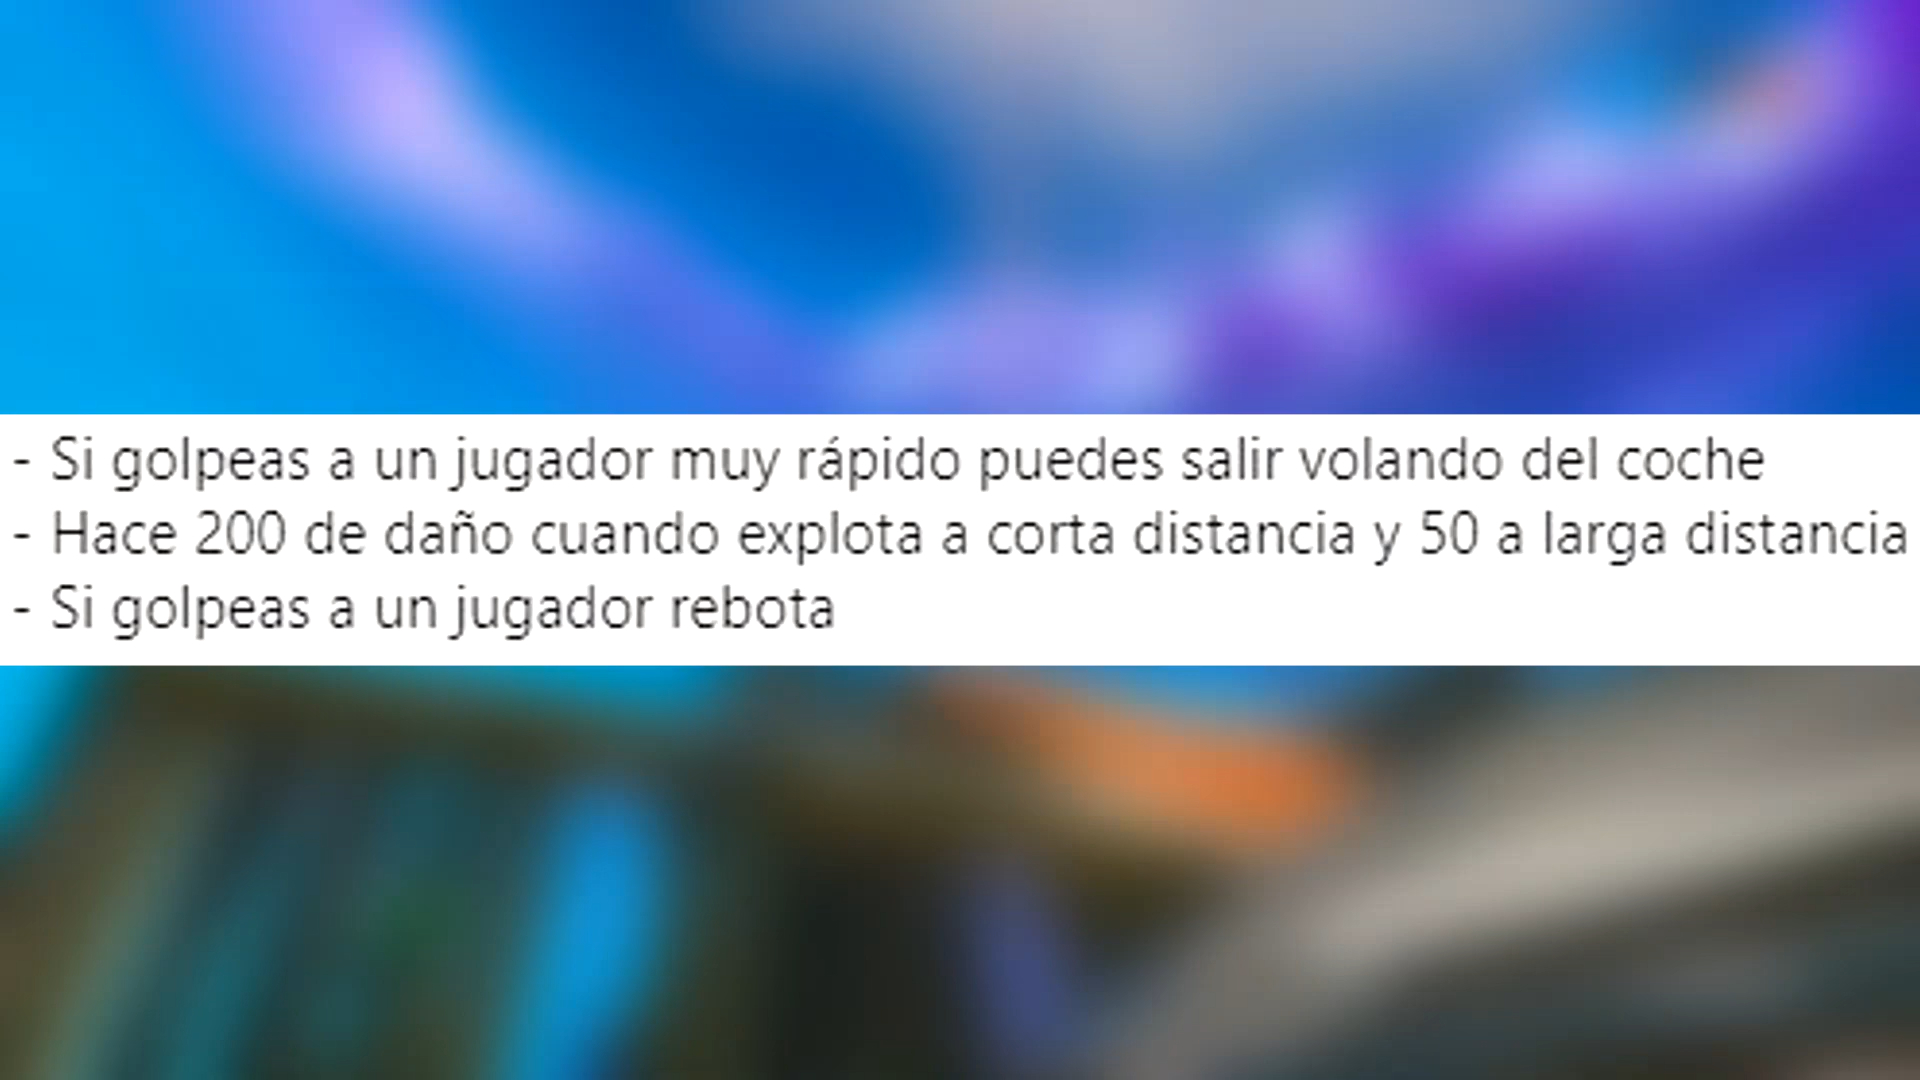 - Si golpeas a un jugador muy rápido puedes salir volando del coche
- Hace 200 de daño cuando explota a corta distancia y 50 a larga distancia
- Si golpeas a un jugador rebota